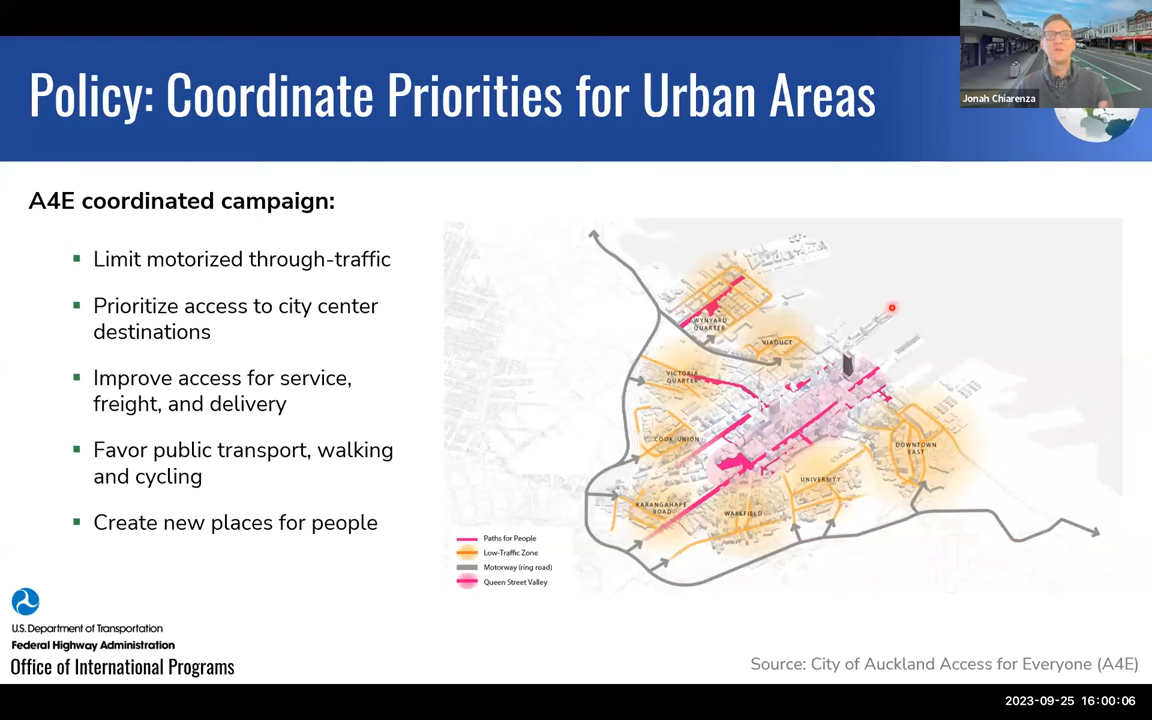 Jonah Chiarenza
Policy: Coordinate Priorities for Urban Areas
A4E coordinated campaign:
Limit motorized through-traffic
Prioritize access to city center
destinations
Improve access for service,
freight, and delivery
Favor public transport, walking
and cycling
Create new places for people
WYNYARD
QUARTER
VIADUCT
VICTORIA
QUARTER
COOK/UNION
DOWNTOWN
EAST
UNIVERSITY
KARANGAHAPE
ROAD
WAKEFIELD
Paths for People
Low-Traffic Zone
Motorway (ring road)
Queen Street Valley
U.S. Department of Transportation
Federal Highway Administration
Office of International Programs
Source: City of Auckland Access for Everyone (A4E)
2023-09-25 16:00:06